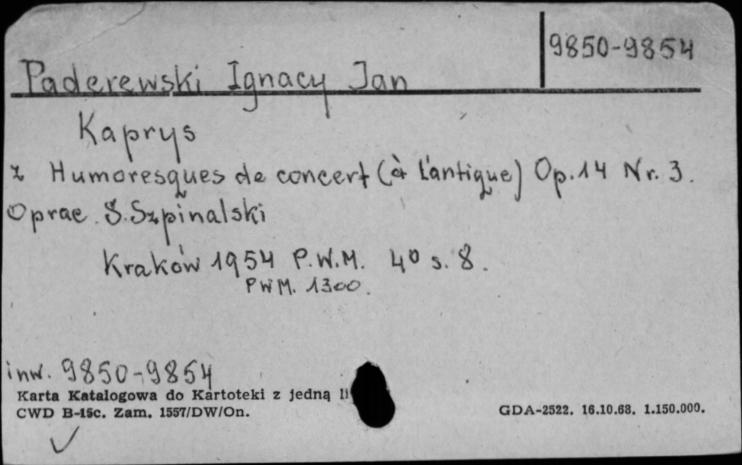 9850-9854
Paderewski Ignacy Jan
Kaprys
z Humoresques de concert (à l'antique) Op. 14 Nr. 3.
Oprac. S. Szpinalski
Kraków 1954 P.W.M. 4° s. 8.
PWM. 1300.
inw. 9850-9854
Karta Katalogowa do Kartoteki z jedną
CWD B-15c. Zam. 1557/DW/On.
GDA-2522. 16.10.68. 1.150.000.